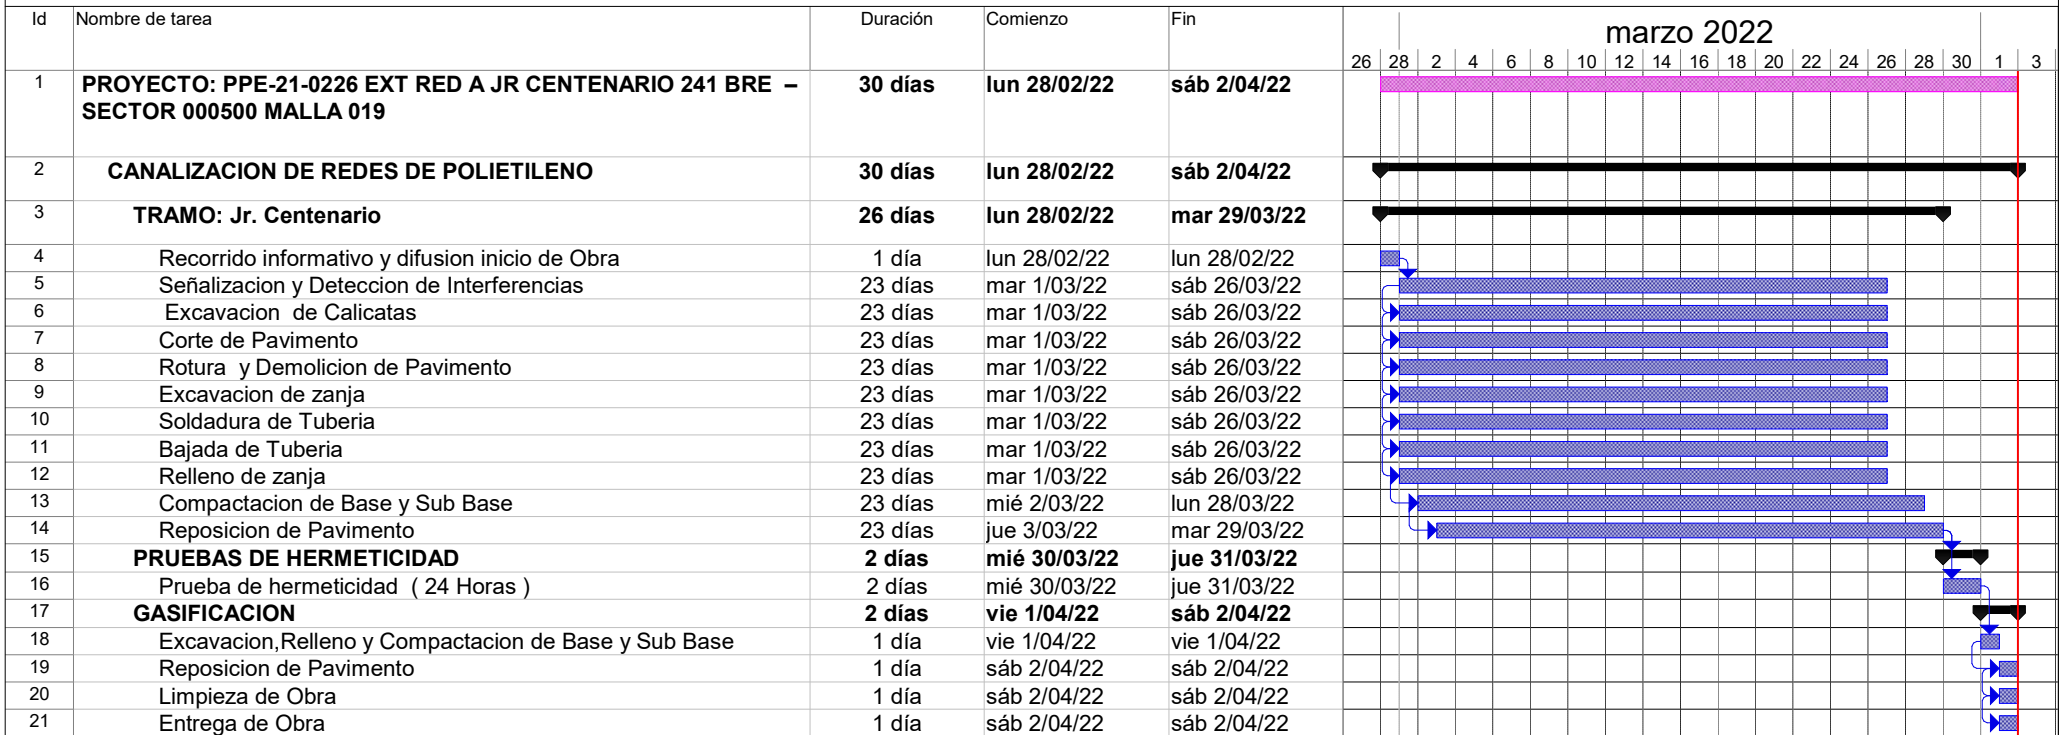 Id Nombre de tarea Duración Comienzo Fin marzo 2022
26 28 2 4 6 8 10 12 14 16 18 20 22 24 26 28 30 1 3
1 PROYECTO: PPE-21-0226 EXT RED A JR CENTENARIO 241 BRE – 30 días lun 28/02/22 sáb 2/04/22
SECTOR 000500 MALLA 019
2 CANALIZACION DE REDES DE POLIETILENO 30 días lun 28/02/22 sáb 2/04/22
3 TRAMO: Jr. Centenario 26 días lun 28/02/22 mar 29/03/22
4 Recorrido informativo y difusion inicio de Obra 1 día lun 28/02/22 lun 28/02/22
5 Señalizacion y Deteccion de Interferencias 23 días mar 1/03/22 sáb 26/03/22
6 Excavacion de Calicatas 23 días mar 1/03/22 sáb 26/03/22
7 Corte de Pavimento 23 días mar 1/03/22 sáb 26/03/22
8 Rotura y Demolicion de Pavimento 23 días mar 1/03/22 sáb 26/03/22
9 Excavacion de zanja 23 días mar 1/03/22 sáb 26/03/22
10 Soldadura de Tuberia 23 días mar 1/03/22 sáb 26/03/22
11 Bajada de Tuberia 23 días mar 1/03/22 sáb 26/03/22
12 Relleno de zanja 23 días mar 1/03/22 sáb 26/03/22
13 Compactacion de Base y Sub Base 23 días mié 2/03/22 lun 28/03/22
14 Reposicion de Pavimento 23 días jue 3/03/22 mar 29/03/22
15 PRUEBAS DE HERMETICIDAD 2 días mié 30/03/22 jue 31/03/22
16 Prueba de hermeticidad ( 24 Horas ) 2 días mié 30/03/22 jue 31/03/22
17 GASIFICACION 2 días vie 1/04/22 sáb 2/04/22
18 Excavacion,Relleno y Compactacion de Base y Sub Base 1 día vie 1/04/22 vie 1/04/22
19 Reposicion de Pavimento 1 día sáb 2/04/22 sáb 2/04/22
20 Limpieza de Obra 1 día sáb 2/04/22 sáb 2/04/22
21 Entrega de Obra 1 día sáb 2/04/22 sáb 2/04/22